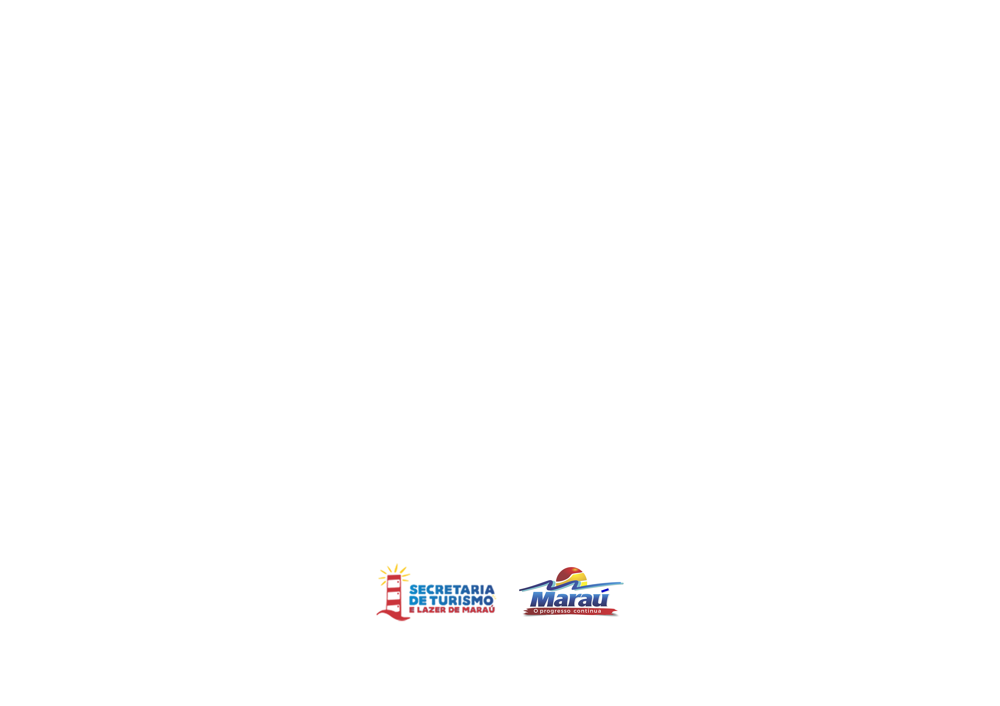 SECRETARIA
DE TURISMO
E LAZER DE MARAÚ
Maraú
O progresso continua